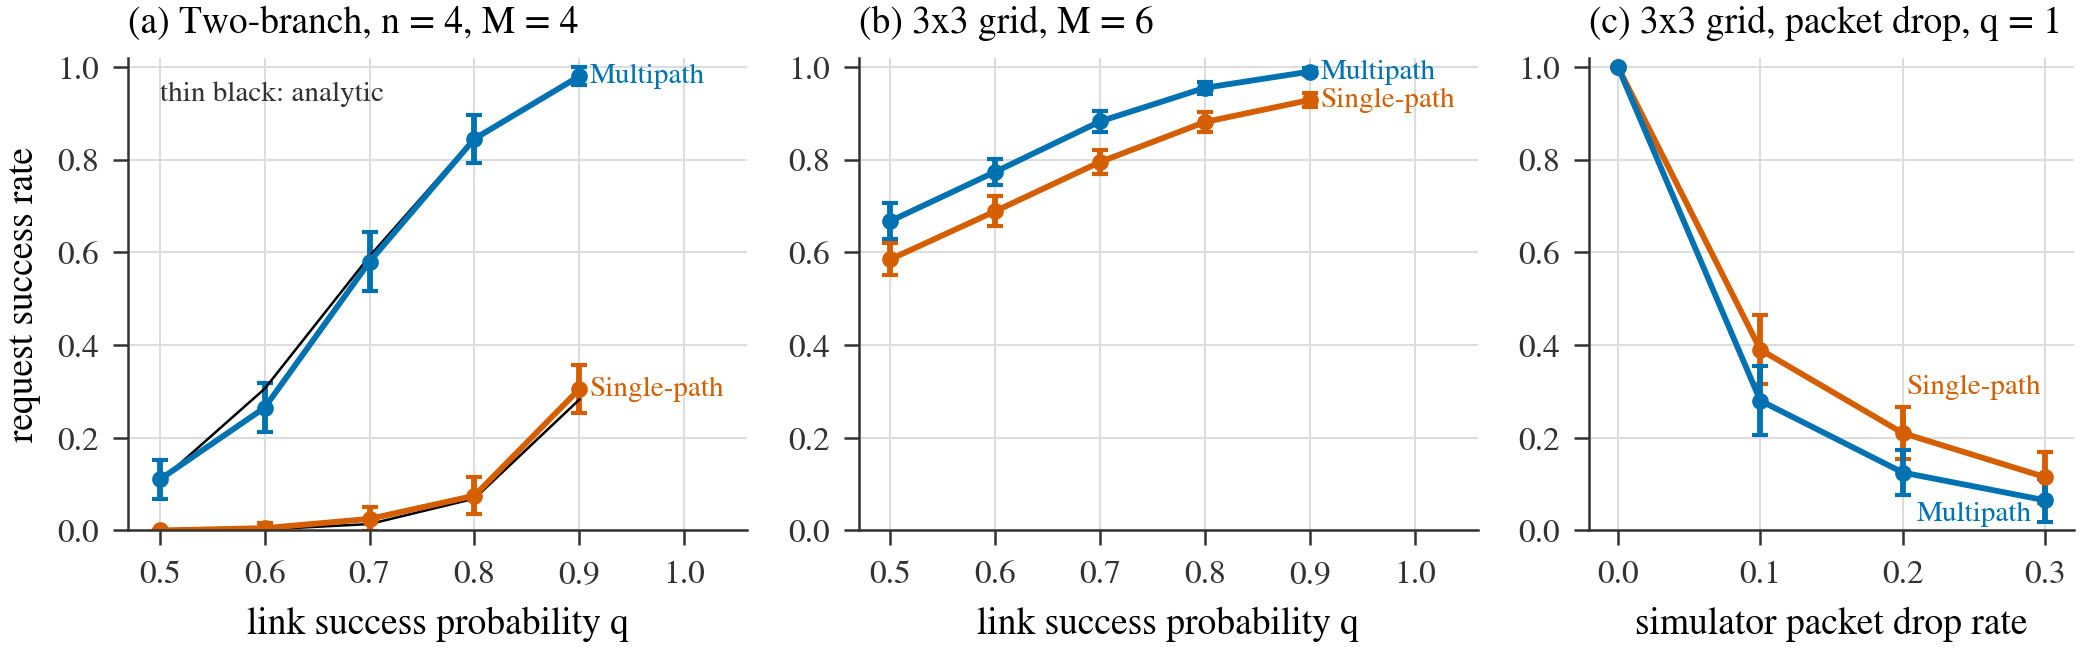 (a) Two-branch, n = 4, M = 4
request success rate
1.0
0.8
0.6
0.4
0.2
0.0
thin black: analytic
Multipath
Single-path
0.5 0.6 0.7 0.8 0.9 1.0
link success probability q
(b) 3x3 grid, M = 6
1.0
0.8
0.6
0.4
0.2
0.0
Multipath
Single-path
0.5 0.6 0.7 0.8 0.9 1.0
link success probability q
(c) 3x3 grid, packet drop, q = 1
1.0
0.8
0.6
0.4
0.2
0.0
Single-path
Multipath
0.0 0.1 0.2 0.3
simulator packet drop rate